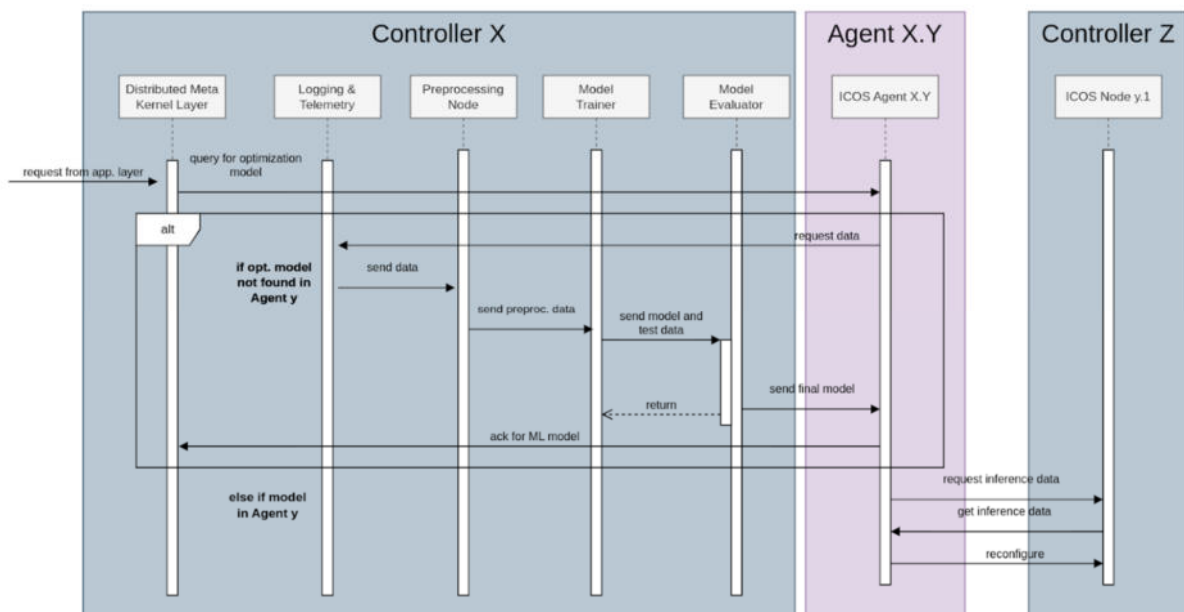 Controller X
Agent X.Y
Controller Z
Distributed Meta
Kernel Layer
Logging &
Telemetry
Preprocessing
Node
Model
Trainer
Model
Evaluator
ICOS Agent X.Y
ICOS Node y.1
request from app. layer
query for optimization
model
alt
request data
if opt. model
not found in
Agent y
send data
send preproc. data
send model and
test data
send final model
return
ack for ML model
else if model
in Agent y
request inference data
get inference data
reconfigure